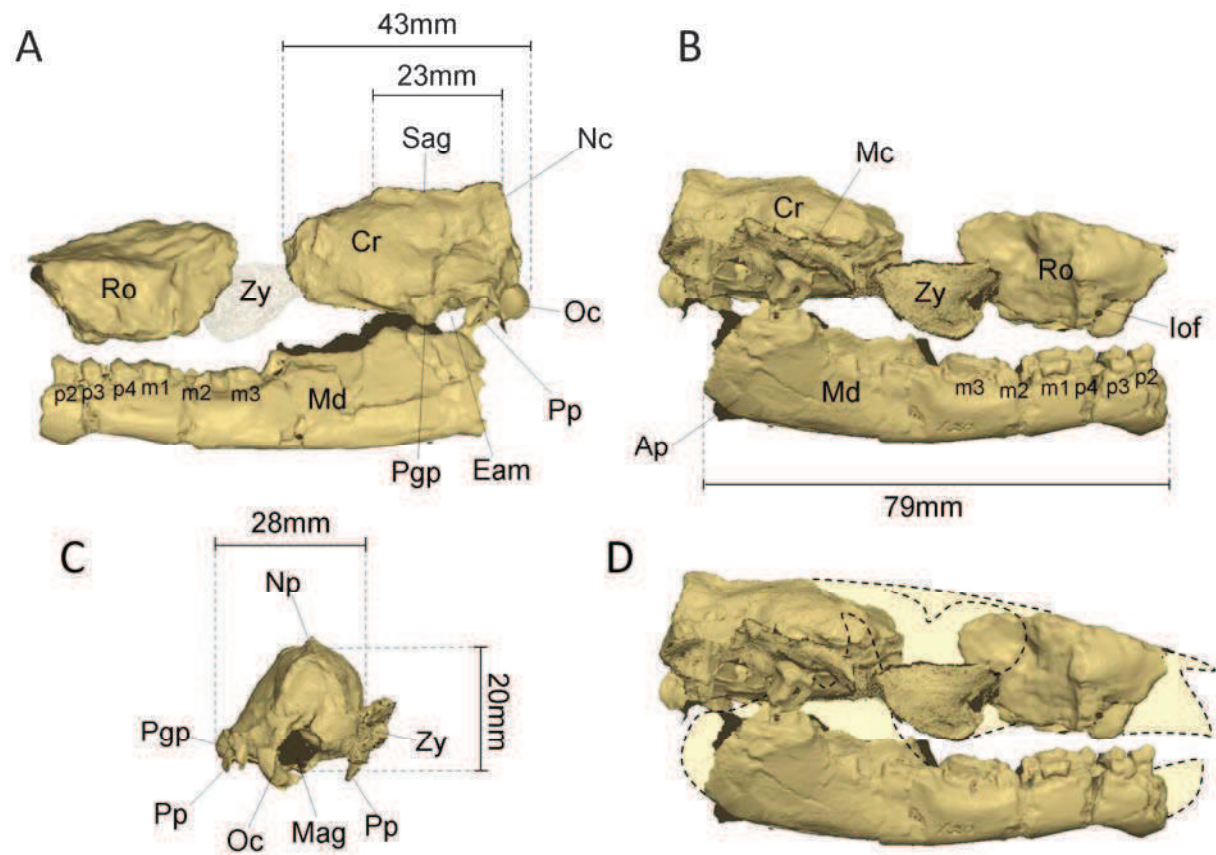 A
43mm
23mm
Sag
Nc
Cr
Ro
Zy
Oc
p2 p3 p4 m1 m2 m3
Md
Pp
Pgp
Eam
B
Mc
Cr
Ro
Zy
Iof
m3 m2 m1 p4 p3 p2
Md
Ap
79mm
C
28mm
Np
20mm
Pgp
Zy
Pp
Oc
Mag
Pp
D